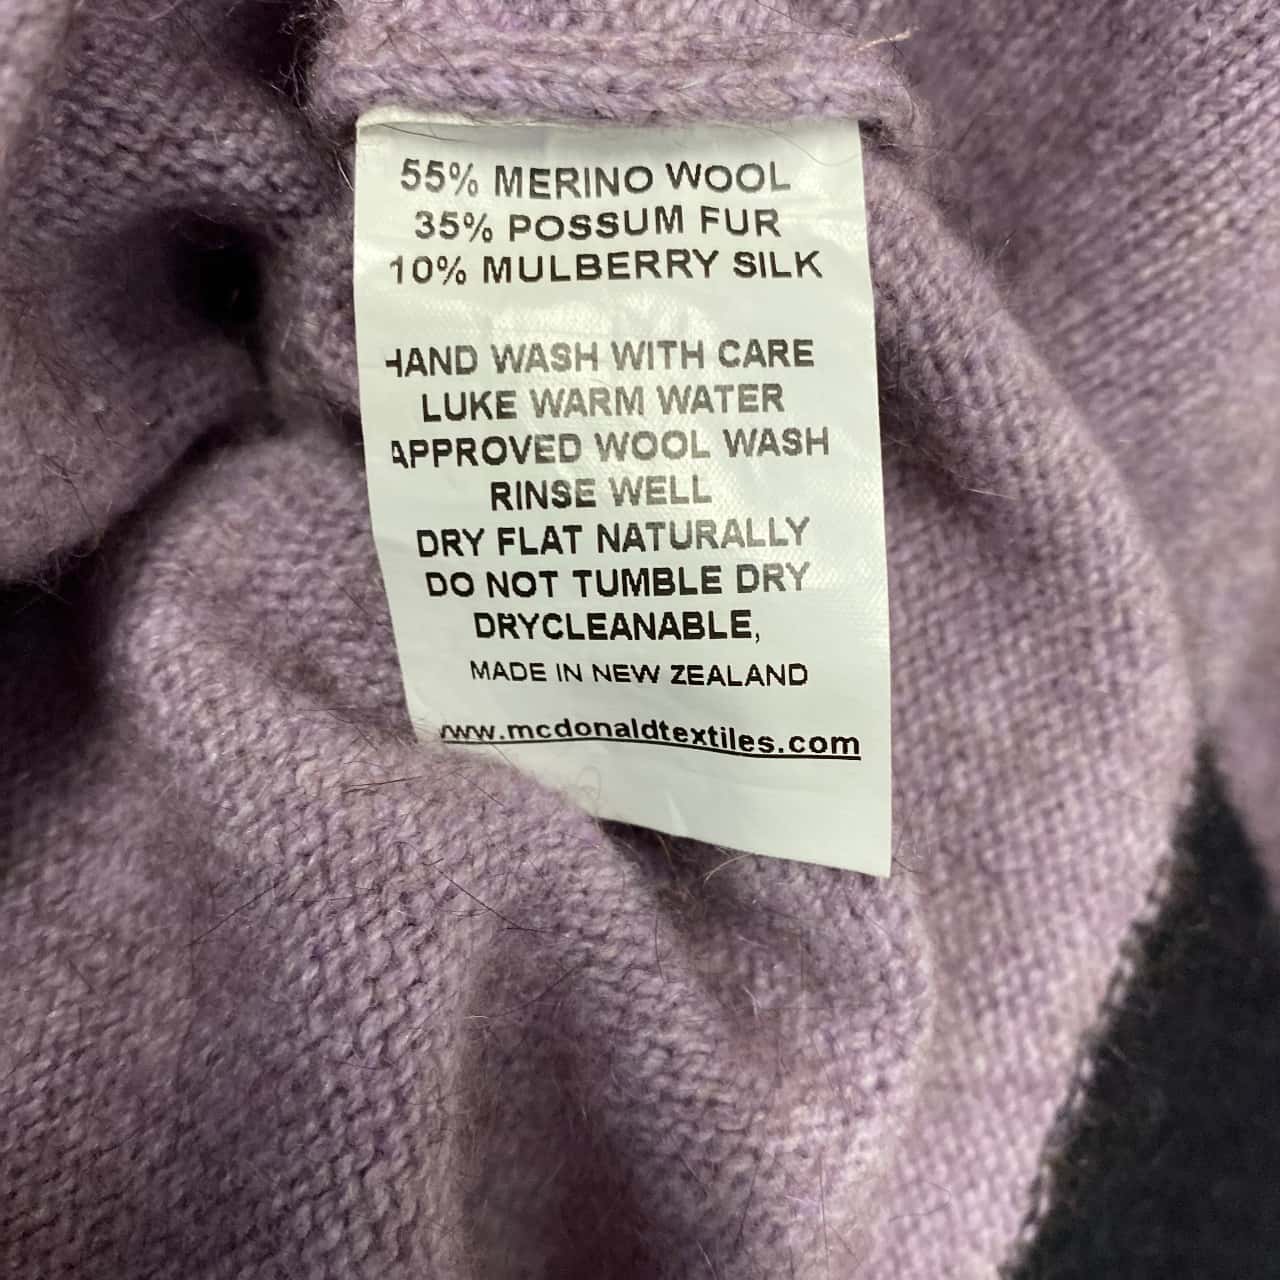 55% MERINO WOOL
35% POSSUM FUR
10% MULBERRY SILK
HAND WASH WITH CARE
LUKE WARM WATER
APPROVED WOOL WASH
RINSE WELL
DRY FLAT NATURALLY
DO NOT TUMBLE DRY
DRYCLEANABLE,
MADE IN NEW ZEALAND
www.mcdonaldtextiles.com